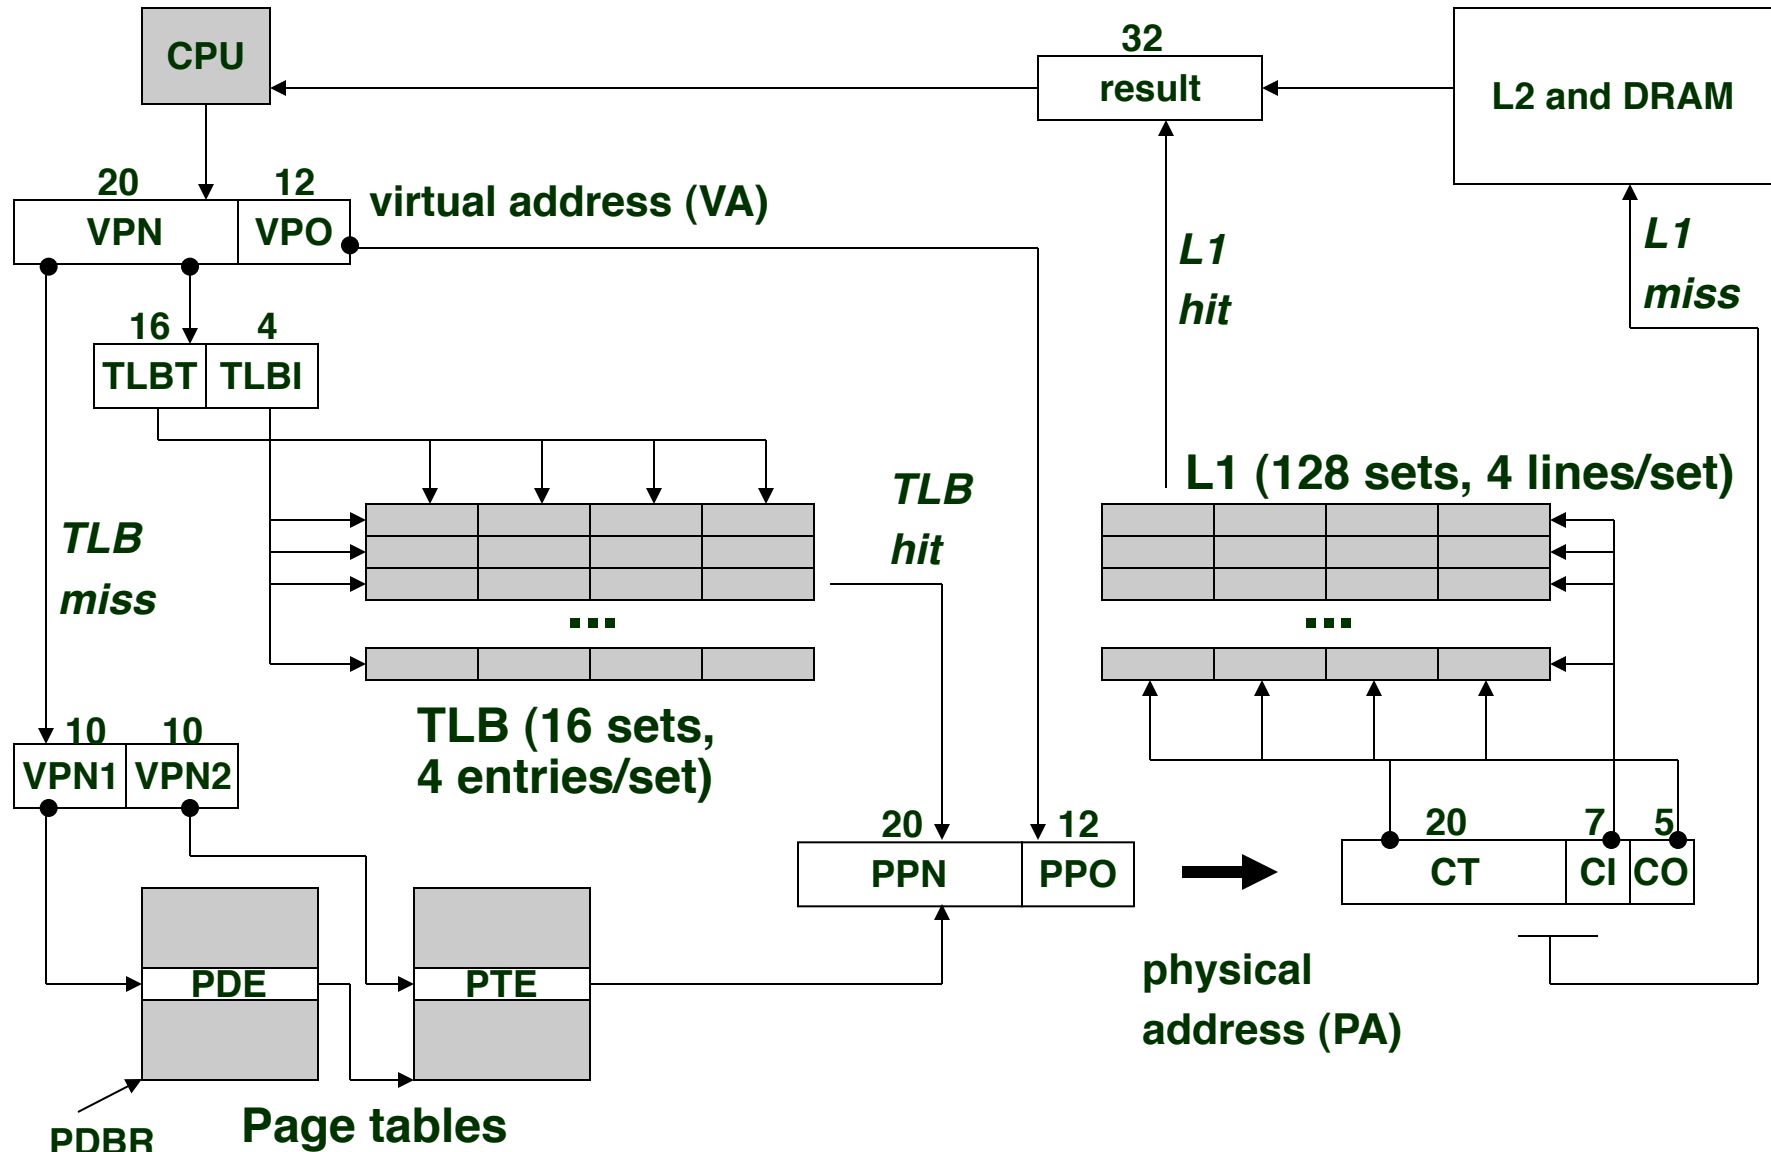 CPU
32
result
L2 and DRAM
20
12
VPN
VPO
virtual address (VA)
L1
hit
L1
miss
16
4
TLBT
TLBI
TLB
miss
TLB
hit
L1 (128 sets, 4 lines/set)
...
...
TLB (16 sets,
4 entries/set)
10
10
VPN1
VPN2
20
12
PPN
PPO
20
7
5
CT
CI
CO
PDE
PTE
physical
address (PA)
PDBR
Page tables